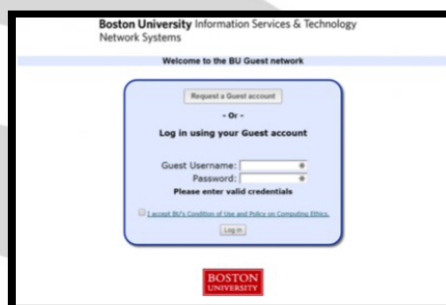 Boston University Information Services & Technology
Network Systems
Welcome to the BU Guest network
Request a Guest account
- Or -
Log in using your Guest account
Guest Username:
Password:
Please enter valid credentials
I accept BU's Condition of Use and Policy on Computing Ethics.
Log in
BOSTON
UNIVERSITY